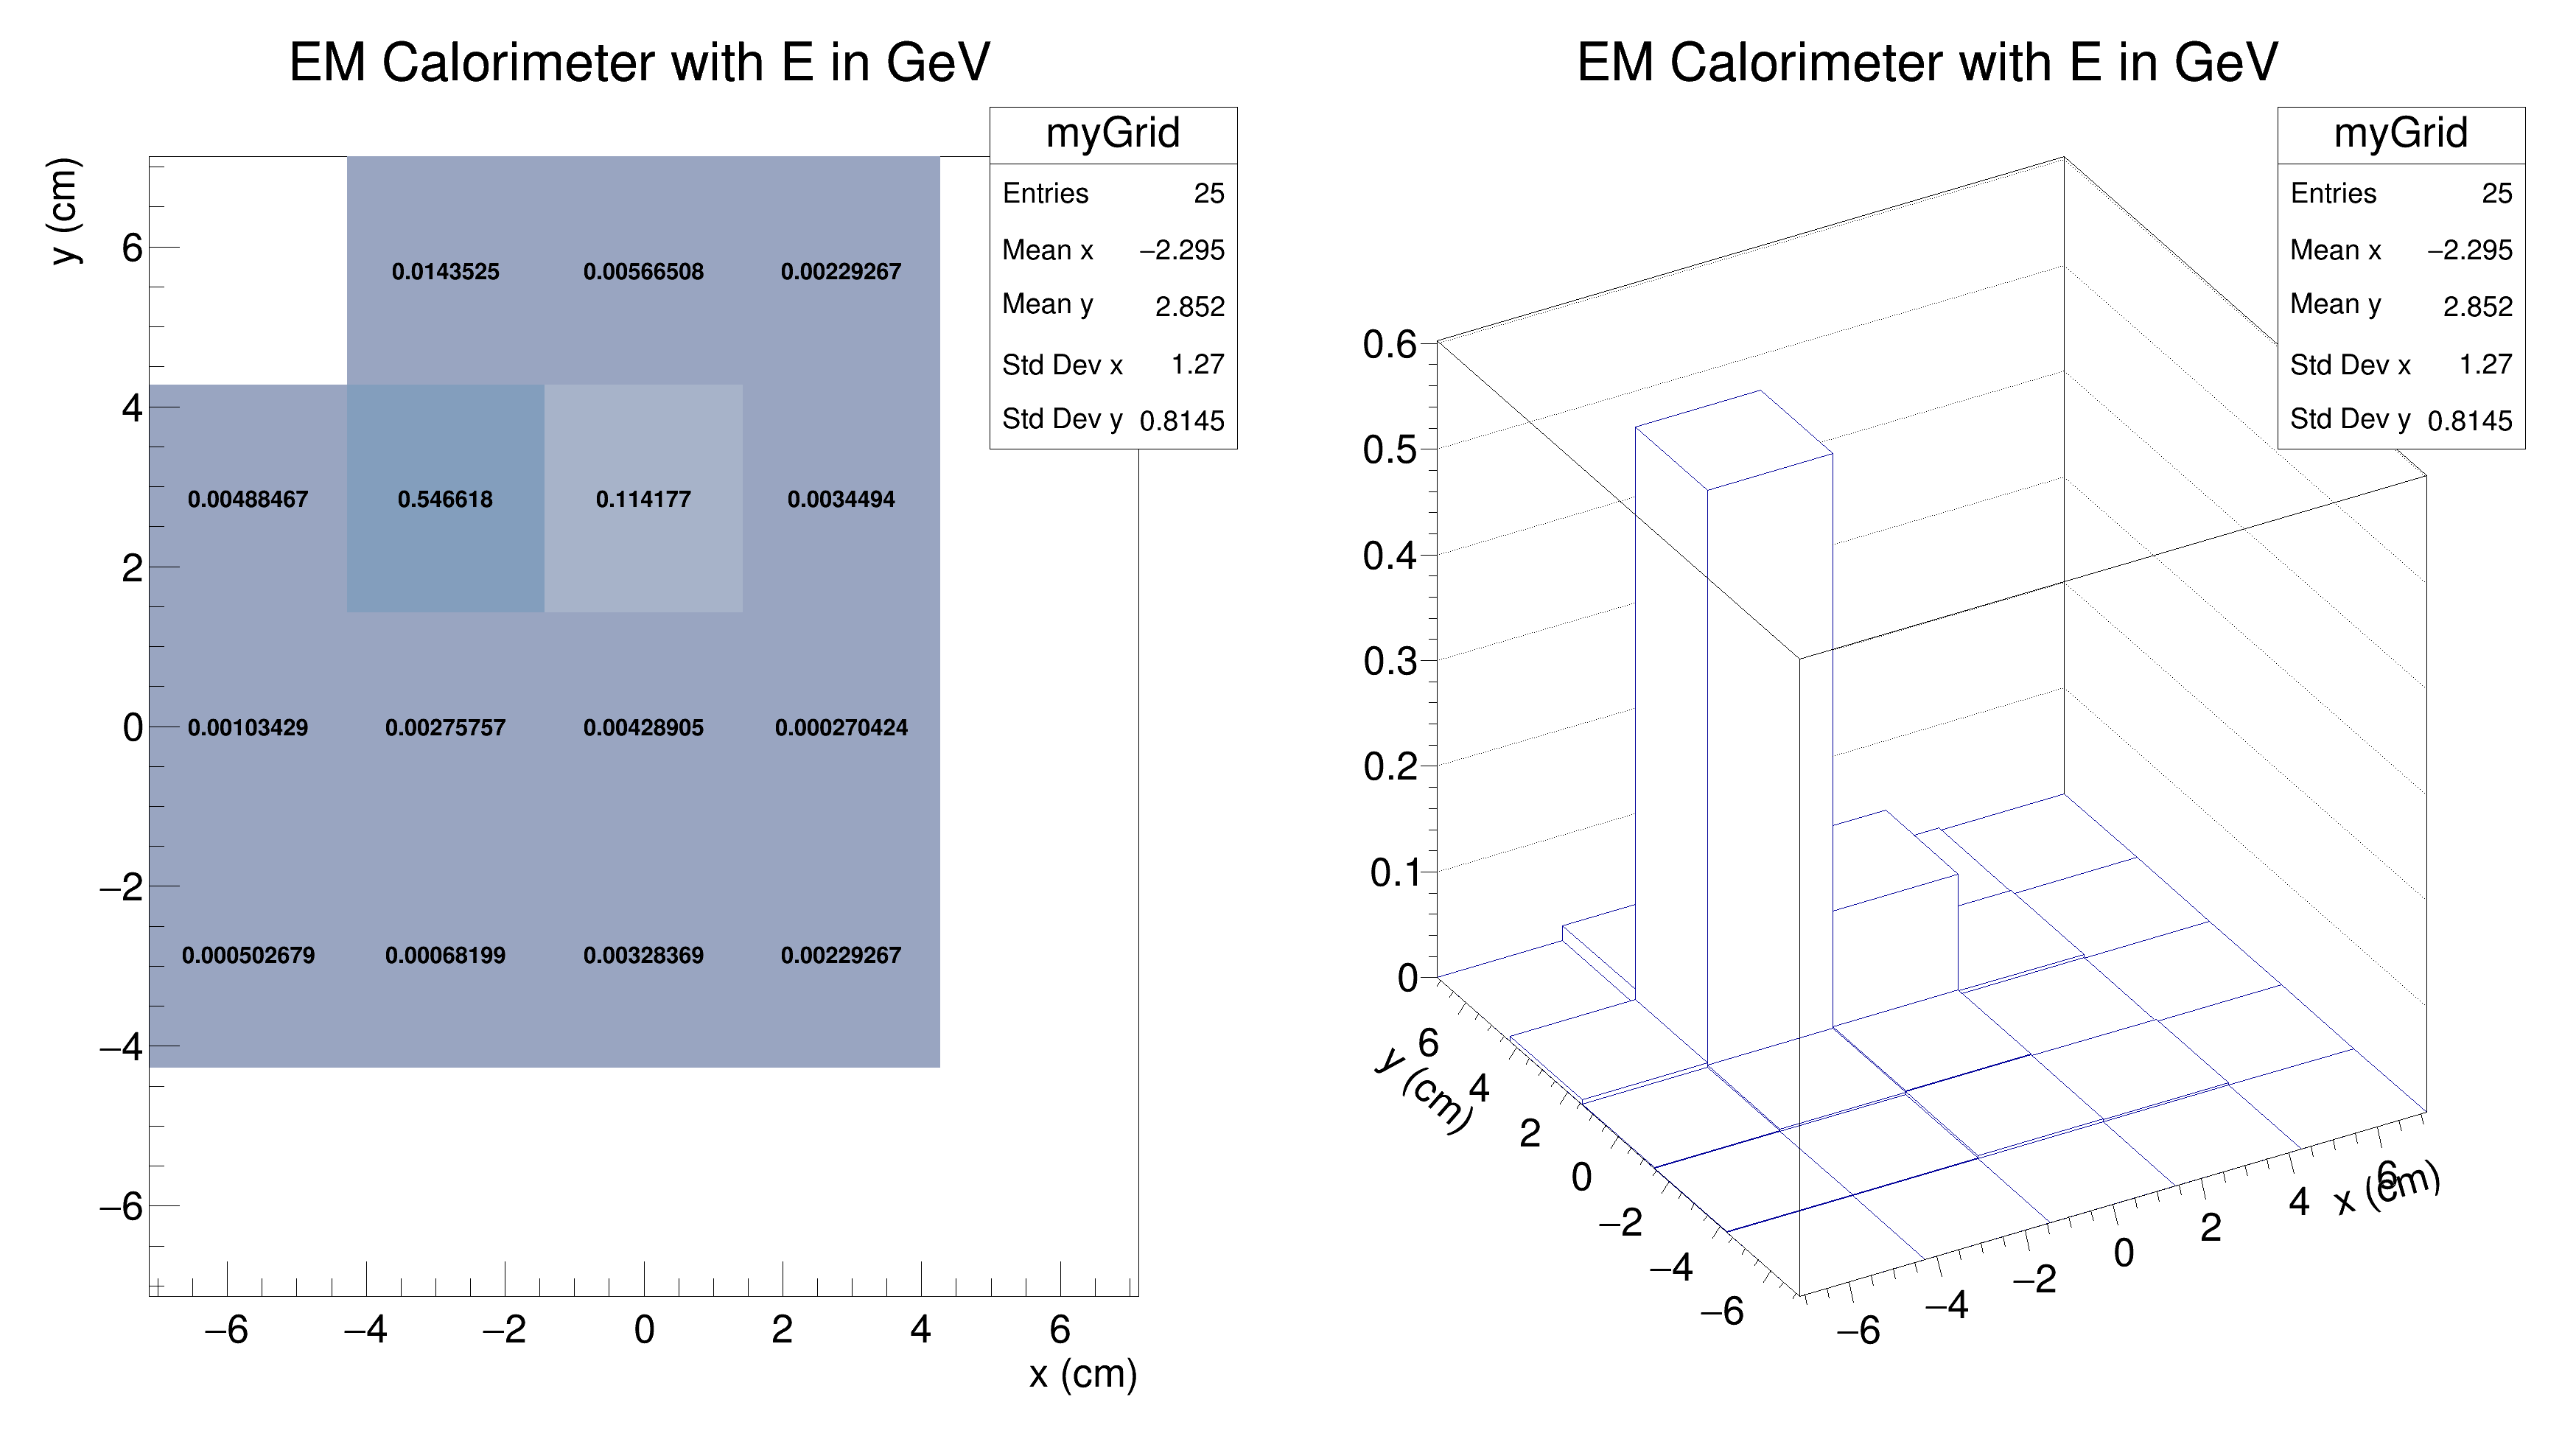 EM Calorimeter with E in GeV
myGrid
Entries 25
Mean x −2.295
Mean y 2.852
Std Dev x 1.27
Std Dev y 0.8145
y (cm)
6
4
2
0
−2
−4
−6
0.0143525 0.00566508 0.00229267
0.00488467 0.546618 0.114177 0.0034494
0.00103429 0.00275757 0.00428905 0.000270424
0.000502679 0.00068199 0.00328369 0.00229267
−6 −4 −2 0 2 4 6
x (cm)
EM Calorimeter with E in GeV
myGrid
Entries 25
Mean x −2.295
Mean y 2.852
Std Dev x 1.27
Std Dev y 0.8145
0.6
0.5
0.4
0.3
0.2
0.1
0
y (cm)
6
4
2
0
−2
−4
−6
−6 −4 −2 0 2 4 6
x (cm)